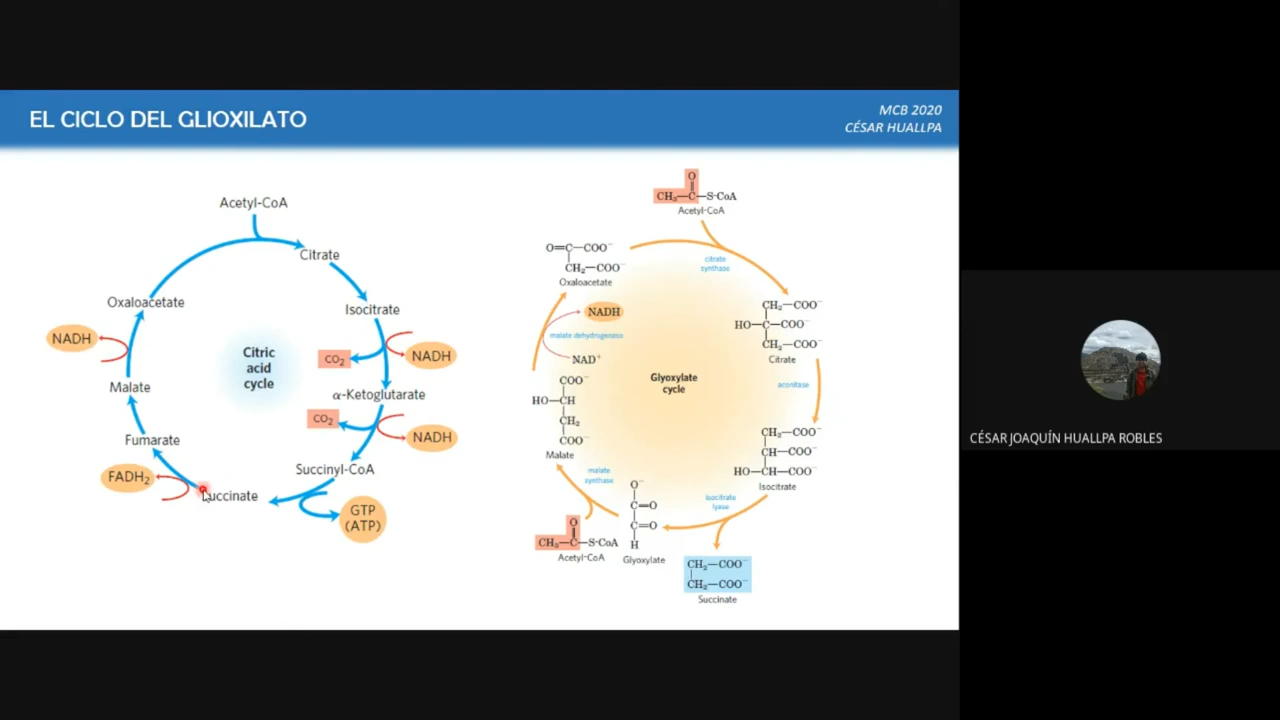 EL CICLO DEL GLIOXILATO
MCB 2020
CÉSAR HUALLPA
Acetyl-CoA
Citrate
Isocitrate
NADH
CO₂
α-Ketoglutarate
NADH
CO₂
Succinyl-CoA
GTP
(ATP)
Succinate
FADH₂
Fumarate
Malate
NADH
Oxaloacetate
Citric
acid
cycle
O
CH₃—C—S-CoA
Acetyl-CoA
citrate
synthase
CH₂—COO⁻
HO—C—COO⁻
CH₂—COO⁻
Citrate
aconitase
CH₂—COO⁻
CH—COO⁻
HO—CH—COO⁻
Isocitrate
isocitrate
lyase
CH₂—COO⁻
CH₂—COO⁻
Succinate
O⁻
C=O
C=O
H
Glyoxylate
O
CH₃—C—S-CoA
Acetyl-CoA
malate
synthase
COO⁻
HO—CH
CH₂
COO⁻
Malate
NAD⁺
malate dehydrogenase
NADH
O=C—COO⁻
CH₂—COO⁻
Oxaloacetate
Glyoxylate
cycle
CÉSAR JOAQUÍN HUALLPA ROBLES